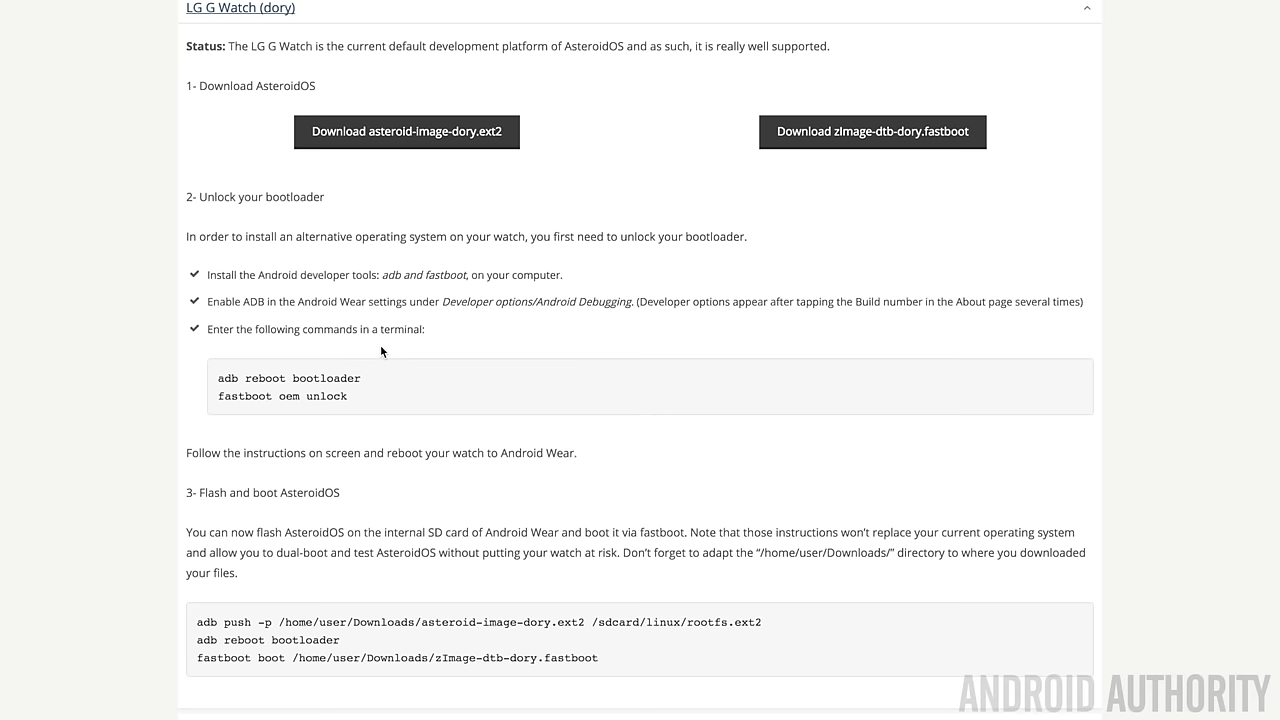 LG G Watch (dory)
Status: The LG G Watch is the current default development platform of AsteroidOS and as such, it is really well supported.
1- Download AsteroidOS
Download asteroid-image-dory.ext2
Download zImage-dtb-dory.fastboot
2- Unlock your bootloader
In order to install an alternative operating system on your watch, you first need to unlock your bootloader.
Install the Android developer tools: adb and fastboot, on your computer.
Enable ADB in the Android Wear settings under Developer options/Android Debugging. (Developer options appear after tapping the Build number in the About page several times)
Enter the following commands in a terminal:
adb reboot bootloader
fastboot oem unlock
Follow the instructions on screen and reboot your watch to Android Wear.
3- Flash and boot AsteroidOS
You can now flash AsteroidOS on the internal SD card of Android Wear and boot it via fastboot. Note that those instructions won’t replace your current operating system
and allow you to dual-boot and test AsteroidOS without putting your watch at risk. Don’t forget to adapt the “/home/user/Downloads/” directory to where you downloaded
your files.
adb push -p /home/user/Downloads/asteroid-image-dory.ext2 /sdcard/linux/rootfs.ext2
adb reboot bootloader
fastboot boot /home/user/Downloads/zImage-dtb-dory.fastboot
ANDROID AUTHORITY